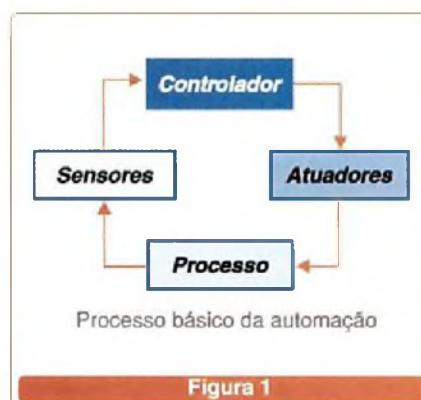 Controlador
Sensores
Atuadores
Processo
Processo básico da automação
Figura 1